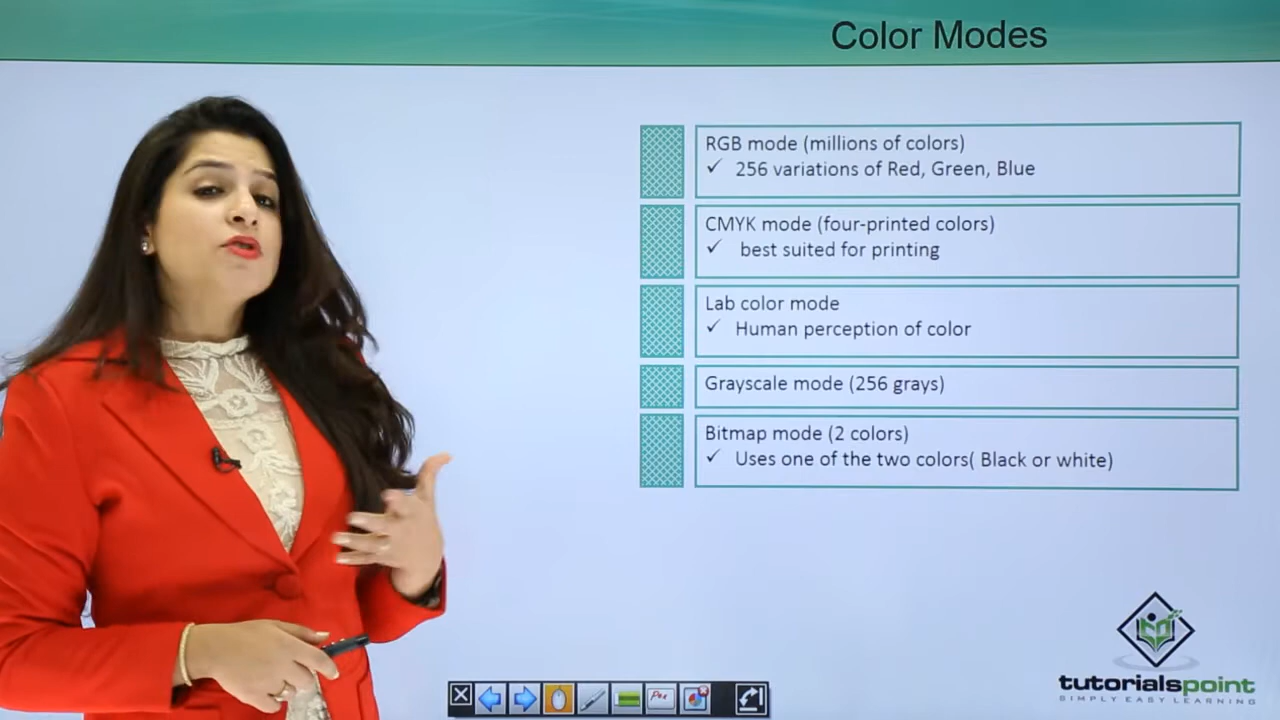 Color Modes
RGB mode (millions of colors)
✓ 256 variations of Red, Green, Blue
CMYK mode (four-printed colors)
✓ best suited for printing
Lab color mode
✓ Human perception of color
Grayscale mode (256 grays)
Bitmap mode (2 colors)
✓ Uses one of the two colors( Black or white)
Pen
tutorialspoint
SIMPLY EASY LEARNING